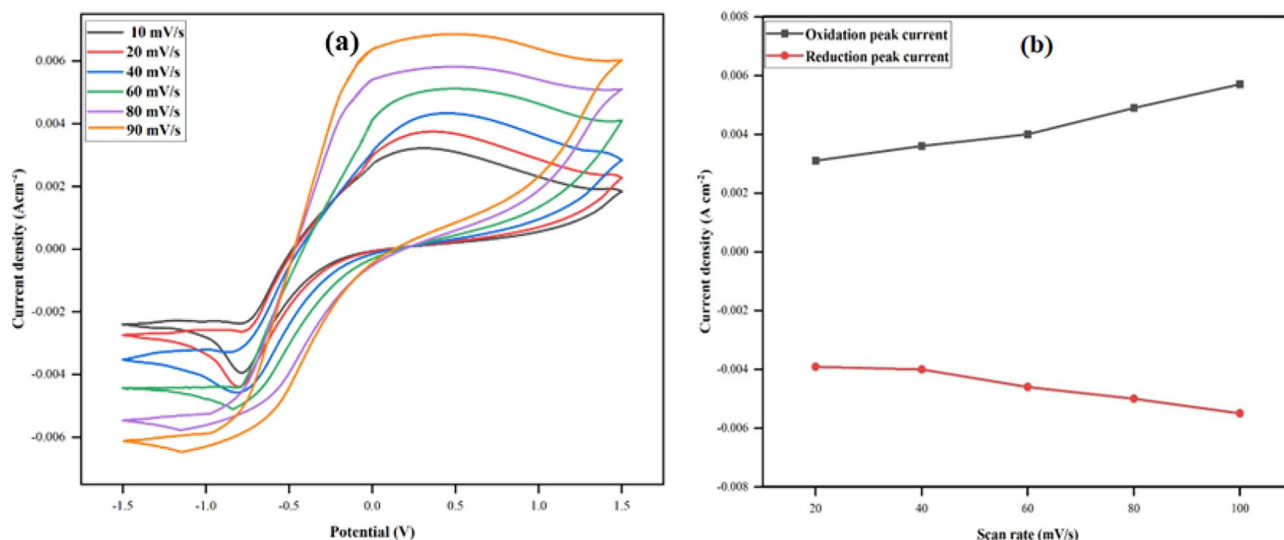 (a)
10 mV/s
20 mV/s
40 mV/s
60 mV/s
80 mV/s
90 mV/s
Current density (Acm⁻²)
0.006
0.004
0.002
0.000
-0.002
-0.004
-0.006
-1.5 -1.0 -0.5 0.0 0.5 1.0 1.5
Potential (V)
(b)
Oxidation peak current
Reduction peak current
Current density (A cm⁻²)
0.008
0.006
0.004
0.002
0.000
-0.002
-0.004
-0.006
-0.008
20 40 60 80 100
Scan rate (mV/s)